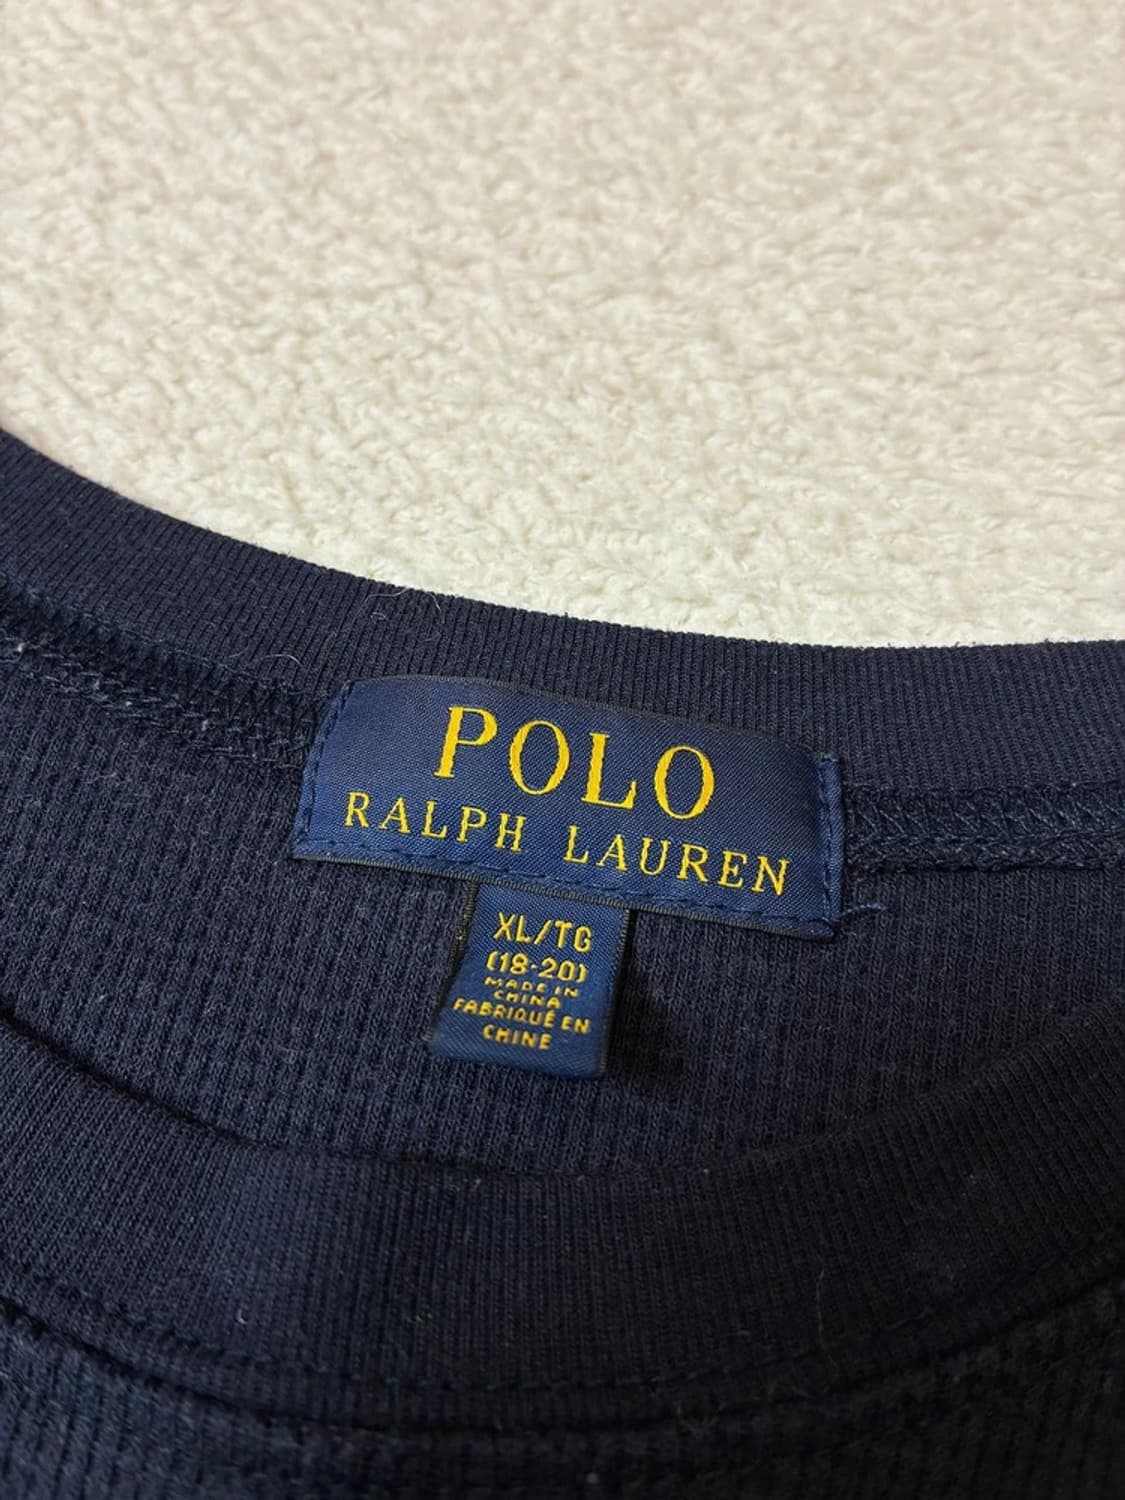 POLO
RALPH LAUREN
XL/TG
(18-20)
MADE IN
CHINA
FABRIQUÉ EN
CHINE